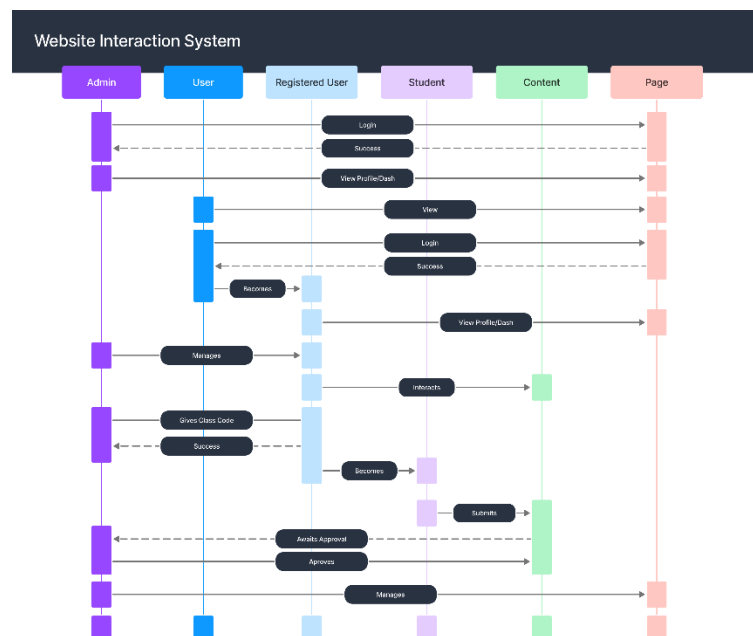 Website Interaction System
Admin
User
Registered User
Student
Content
Page
Login
Success
View Profile/Dash
View
Login
Success
Becomes
View Profile/Dash
Manages
Interacts
Gives Class Code
Success
Becomes
Submits
Awaits Approval
Aproves
Manages